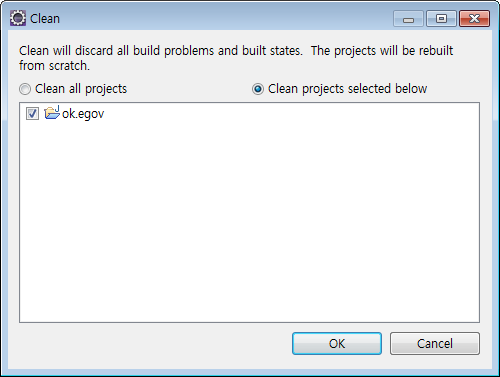 Clean
Clean will discard all build problems and built states.  The projects will be rebuilt
from scratch.
Clean all projects
Clean projects selected below
ok.egov
OK
Cancel